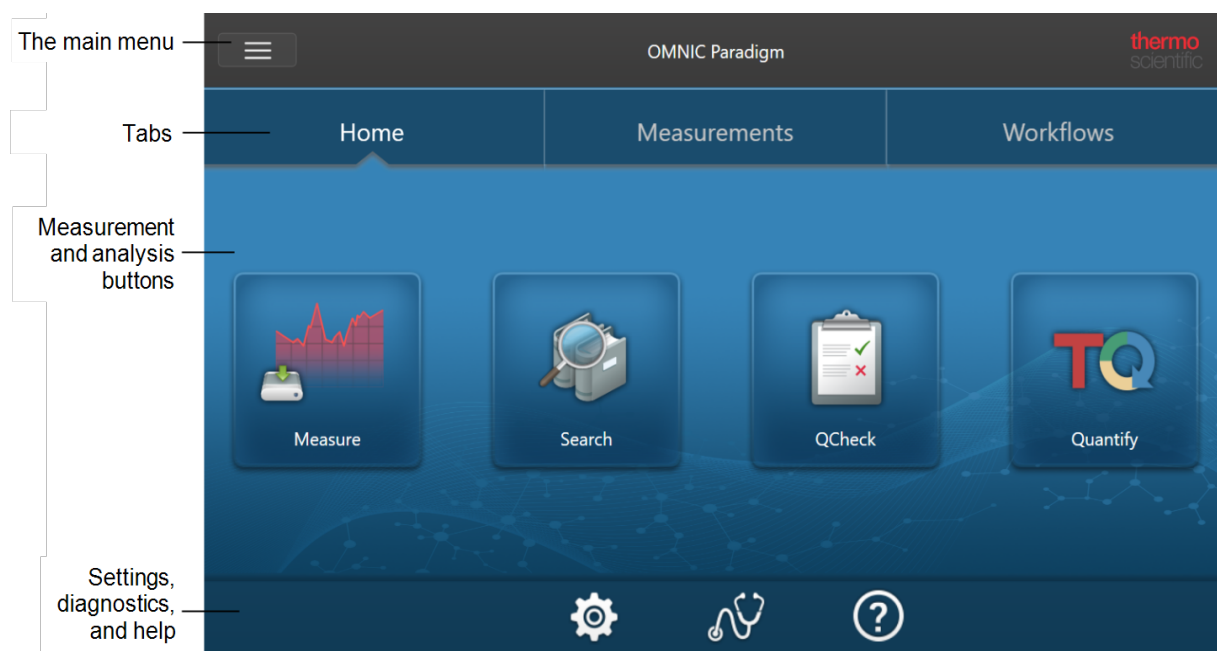 The main menu
OMNIC Paradigm
thermo
scientific
Tabs
Home
Measurements
Workflows
Measurement
and analysis
buttons
Measure
Search
QCheck
TQ
Quantify
Settings,
diagnostics,
and help
?